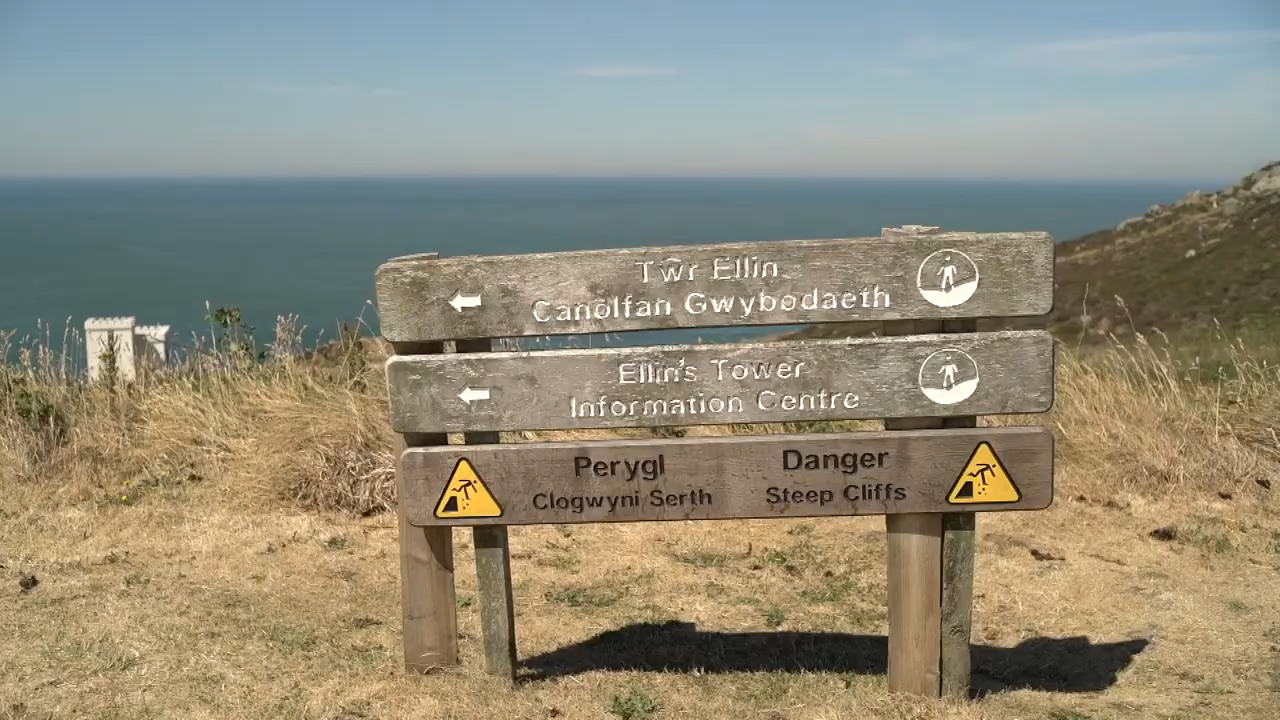 Tŵr Ellin
Canolfan Gwybodaeth
Ellin's Tower
Information Centre
Perygl
Clogwyni Serth
Danger
Steep Cliffs